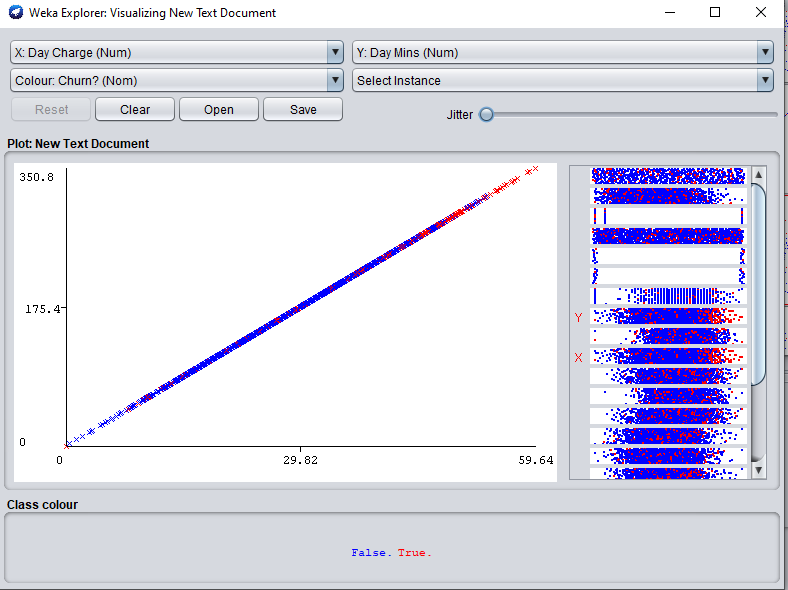 Weka Explorer: Visualizing New Text Document
X: Day Charge (Num) Y: Day Mins (Num)
Colour: Churn? (Nom) Select Instance
Reset Clear Open Save Jitter
Plot: New Text Document
350.8
175.4
0
0 29.82 59.64
Y
X
Class colour
False. True.